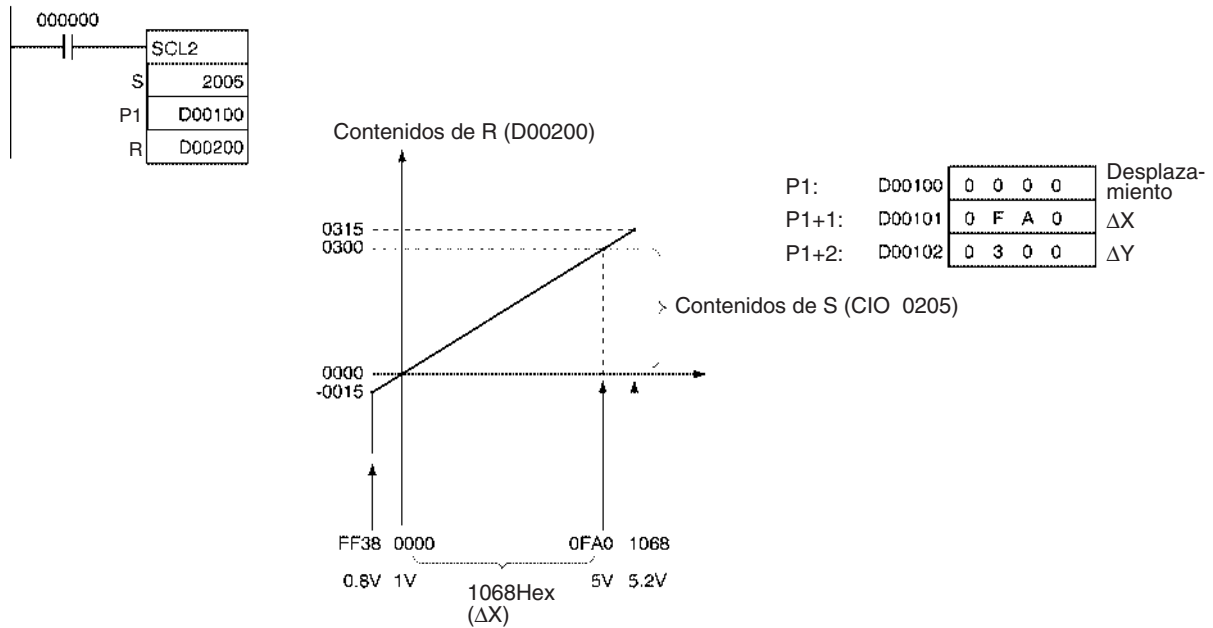 000000
SCL2
S 2005
P1 D00100
R D00200
Contenidos de R (D00200)
P1: D00100 0 0 0 0 Desplaza-
miento
P1+1: D00101 0 F A 0 ΔX
P1+2: D00102 0 3 0 0 ΔY
0315
0300
Contenidos de S (CIO 0205)
0000
-0015
FF38 0000 0FA0 1068
0.8V 1V 5V 5.2V
1068Hex
(ΔX)